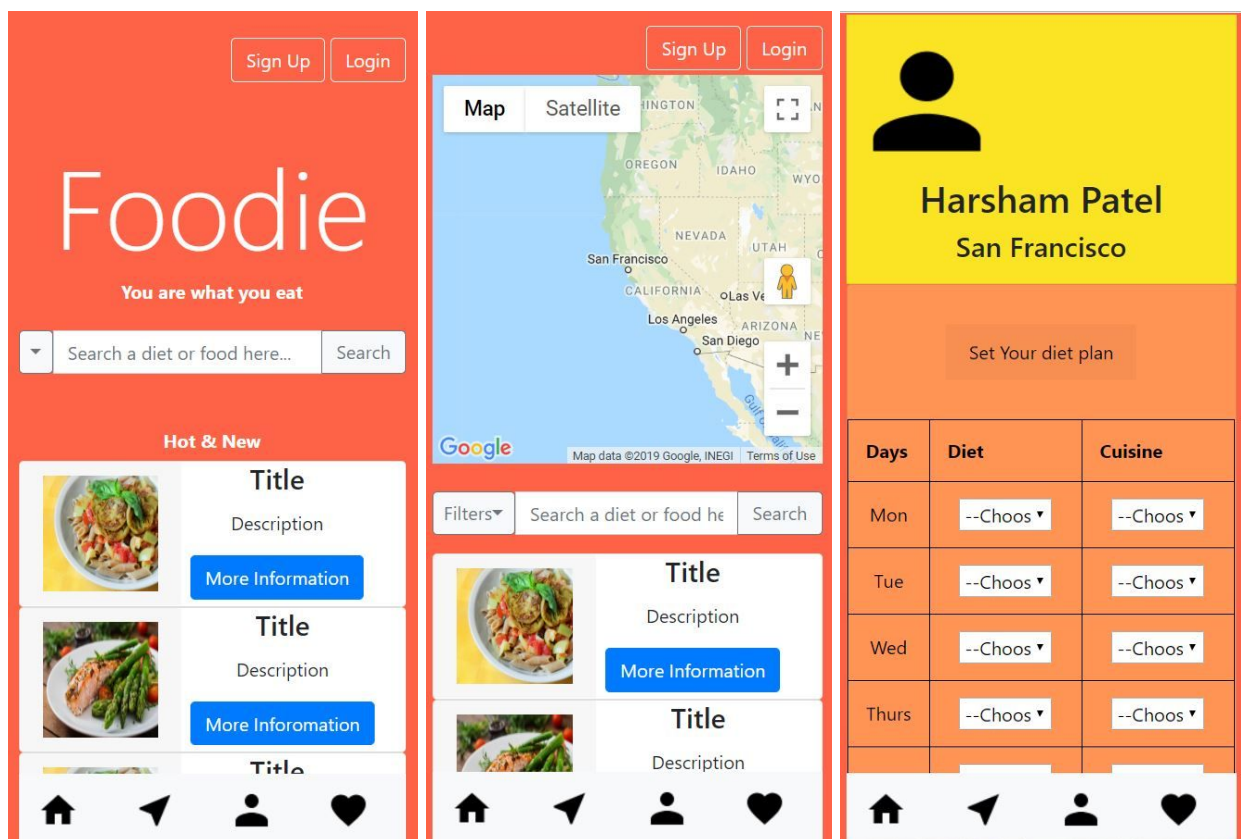 Sign Up Login
Foodie
You are what you eat
Search a diet or food here... Search
Hot & New
Title
Description
More Information
Title
Description
More Inforomation
Title
Sign Up Login
Map Satellite
HINGTON
OREGON
IDAHO
WYO
NEVADA
UTAH
San Francisco
CALIFORNIA
Las Ve
Los Angeles
ARIZONA
San Diego
NE
Google
Map data ©2019 Google, INEGI Terms of Use
Filters Search a diet or food he Search
Title
Description
More Information
Title
Description
Harsham Patel
San Francisco
Set Your diet plan
Days Diet Cuisine
Mon --Choos --Choos
Tue --Choos --Choos
Wed --Choos --Choos
Thurs --Choos --Choos